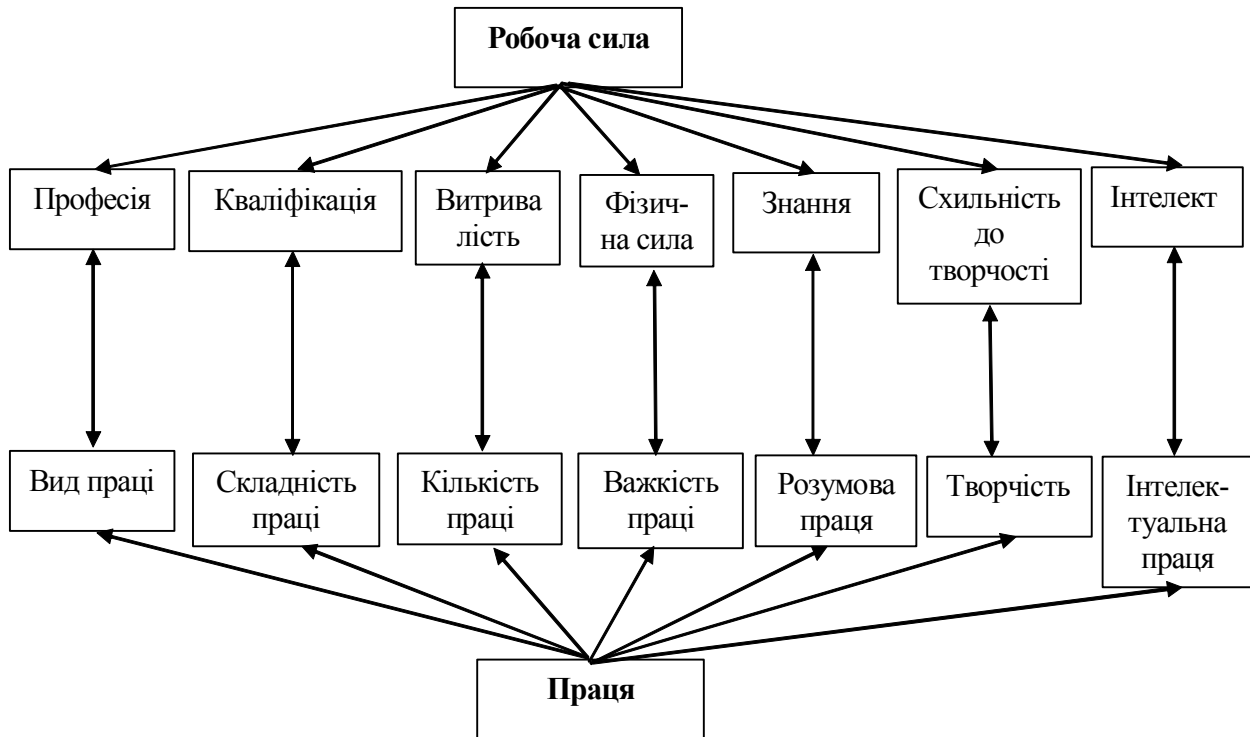 Робоча сила
Професія
Кваліфікація
Витрива
лість
Фізич-
на сила
Знання
Схильність
до
творчості
Інтелект
Вид праці
Складність
праці
Кількість
праці
Важкість
праці
Розумова
праця
Творчість
Інтелек-
туальна
праця
Праця